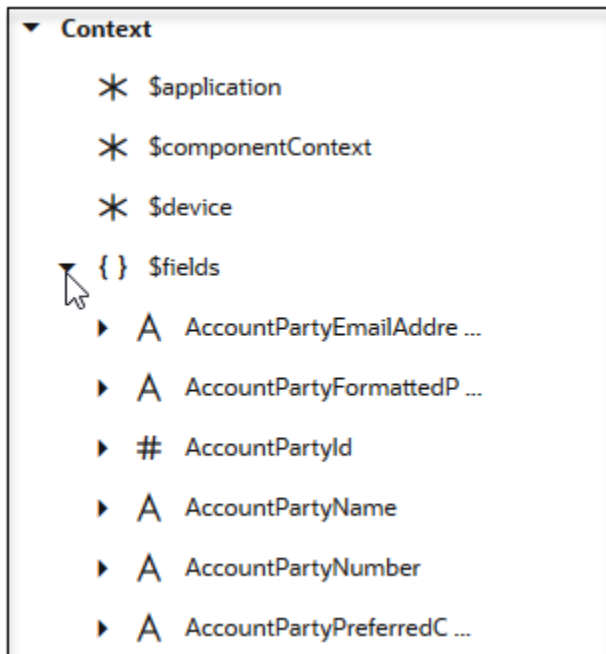 Context
$application
$componentContext
$device
{ } $fields
A AccountPartyEmailAddre ...
A AccountPartyFormattedP ...
# AccountPartyId
A AccountPartyName
A AccountPartyNumber
A AccountPartyPreferredC ...